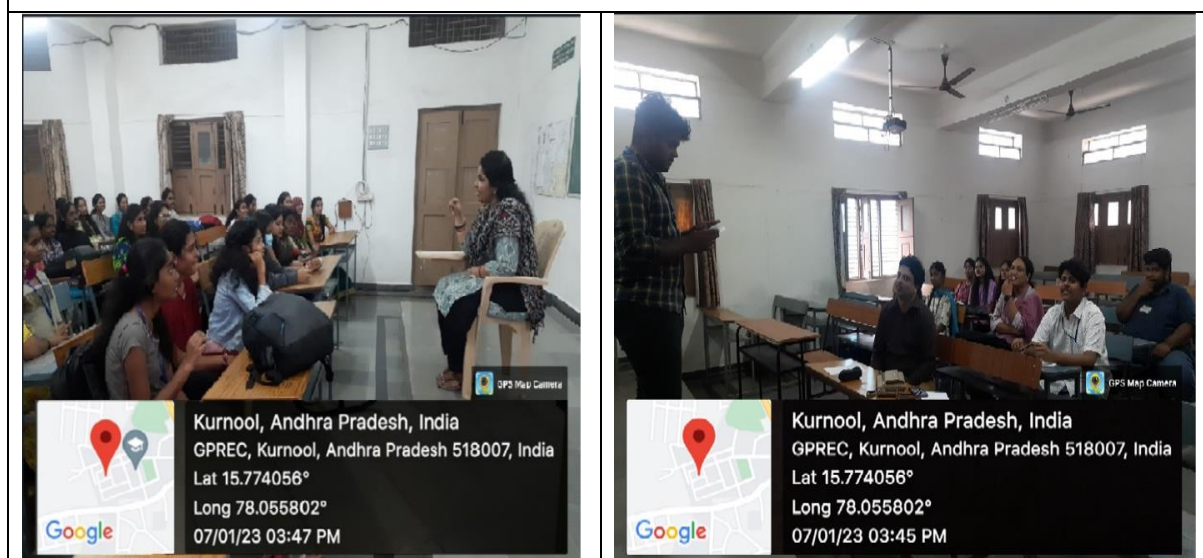 GPS Map Camera
Kurnool, Andhra Pradesh, India
GPREC, Kurnool, Andhra Pradesh 518007, India
Lat 15.774056°
Long 78.055802°
07/01/23 03:47 PM
Google
GPS Map Camera
Kurnool, Andhra Pradesh, India
GPREC, Kurnool, Andhra Pradesh 518007, India
Lat 15.774056°
Long 78.055802°
07/01/23 03:45 PM
Google